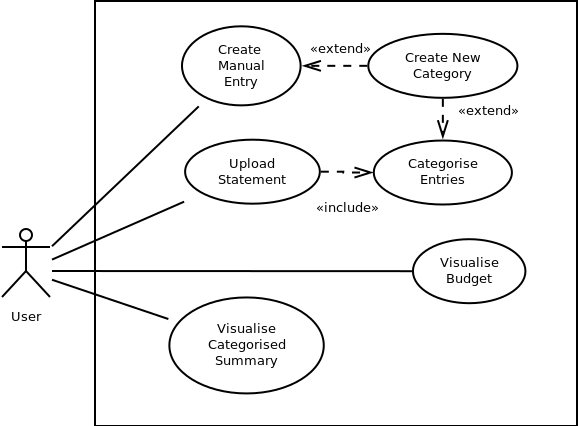 Create
Manual
Entry
«extend»
Create New
Category
«extend»
Upload
Statement
Categorise
Entries
«include»
Visualise
Budget
User
Visualise
Categorised
Summary